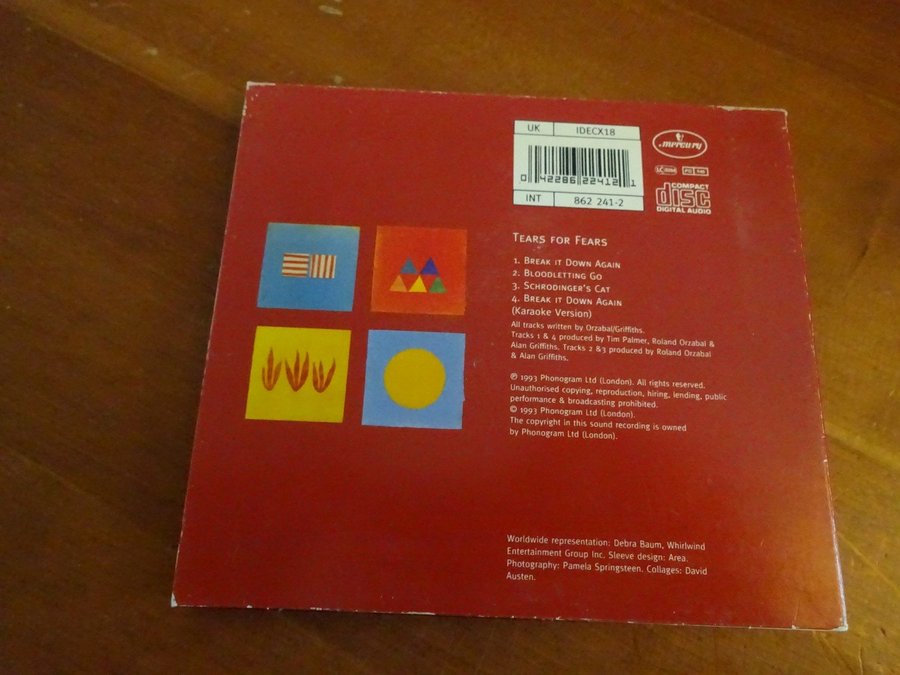 UK IDECX18
0 42286 22412 1
INT 862 241-2
mercury
COMPACT
disc
DIGITAL AUDIO
TEARS FOR FEARS
1. BREAK IT DOWN AGAIN
2. BLOODLETTING GO
3. SCHRODINGER'S CAT
4. BREAK IT DOWN AGAIN
(KARAOKE VERSION)
All tracks written by Orzabal/Griffiths.
Tracks 1 & 4 produced by Tim Palmer, Roland Orzabal &
Alan Griffiths. Tracks 2 &3 produced by Roland Orzabal
& Alan Griffiths.
℗ 1993 Phonogram Ltd (London). All rights reserved.
Unauthorised copying, reproduction, hiring, lending, public
performance & broadcasting prohibited.
© 1993 Phonogram Ltd (London).
The copyright in this sound recording is owned
by Phonogram Ltd (London).
Worldwide representation: Debra Baum, Whirlwind
Entertainment Group Inc. Sleeve design: Area.
Photography: Pamela Springsteen. Collages: David
Austen.